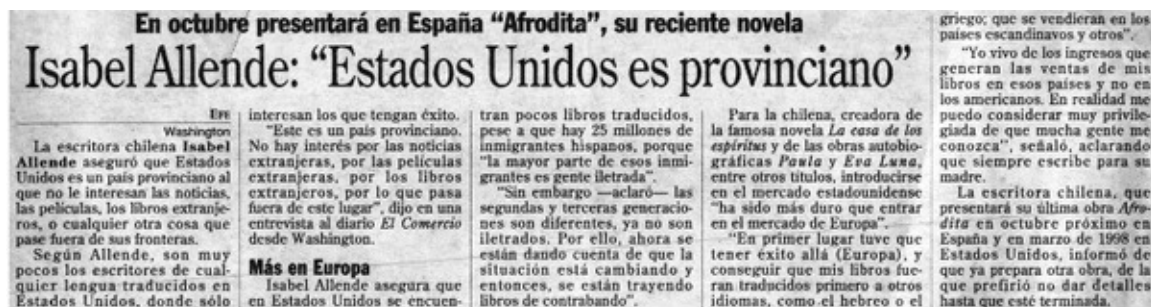 En octubre presentará en España “Afrodita”, su reciente novela
Isabel Allende: “Estados Unidos es provinciano”
EFE
Washington
La escritora chilena Isabel
Allende aseguró que Estados
Unidos es un país provinciano al
que no le interesan las noticias,
las películas, los libros extranje-
ros, o cualquier otra cosa que
pase fuera de sus fronteras.
Según Allende, son muy
pocos los escritores de cual-
quier lengua traducidos en
Estados Unidos, donde sólo
interesan los que tengan éxito.
“Este es un país provinciano.
No hay interés por las noticias
extranjeras, por las películas
extranjeras, por los libros
extranjeros, por lo que pasa
fuera de este lugar”, dijo en una
entrevista al diario El Comercio
desde Washington.
Más en Europa
Isabel Allende asegura que
en Estados Unidos se encuen-
tran pocos libros traducidos,
pese a que hay 25 millones de
inmigrantes hispanos, porque
“la mayor parte de esos inmi-
grantes es gente iletrada”.
“Sin embargo —aclaró— las
segundas y terceras generacio-
nes son diferentes, ya no son
iletrados. Por ello, ahora se
están dando cuenta de que la
situación está cambiando y
entonces, se están trayendo
libros de contrabando”.
Para la chilena, creadora de
la famosa novela La casa de los
espíritus y de las obras autobio-
gráficas Paula y Eva Luna,
entre otros títulos, introducirse
en el mercado estadounidense
“ha sido más duro que entrar
en el mercado de Europa”.
“En primer lugar tuve que
tener éxito allá (Europa), y
conseguir que mis libros fue-
ran traducidos primero a otros
idiomas, como el hebreo o el
griego; que se vendieran en los
países escandinavos y otros”.
“Yo vivo de los ingresos que
generan las ventas de mis
libros en esos países y no en
los americanos. En realidad me
puedo considerar muy privile-
giada de que mucha gente me
conozca”, señaló, aclarando
que siempre escribe para su
madre.
La escritora chilena, que
presentará su última obra Afro-
dita en octubre próximo en
España y en marzo de 1998 en
Estados Unidos, informó de
que ya prepara otra obra, de la
que prefirió no dar detalles
hasta que esté terminada.